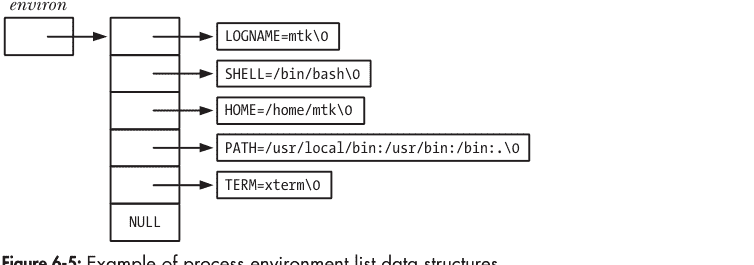 environ
LOGNAME=mtk\0
SHELL=/bin/bash\0
HOME=/home/mtk\0
PATH=/usr/local/bin:/usr/bin:/bin:.\0
TERM=xterm\0
NULL
Figure 6-5: Example of process environment list data structures